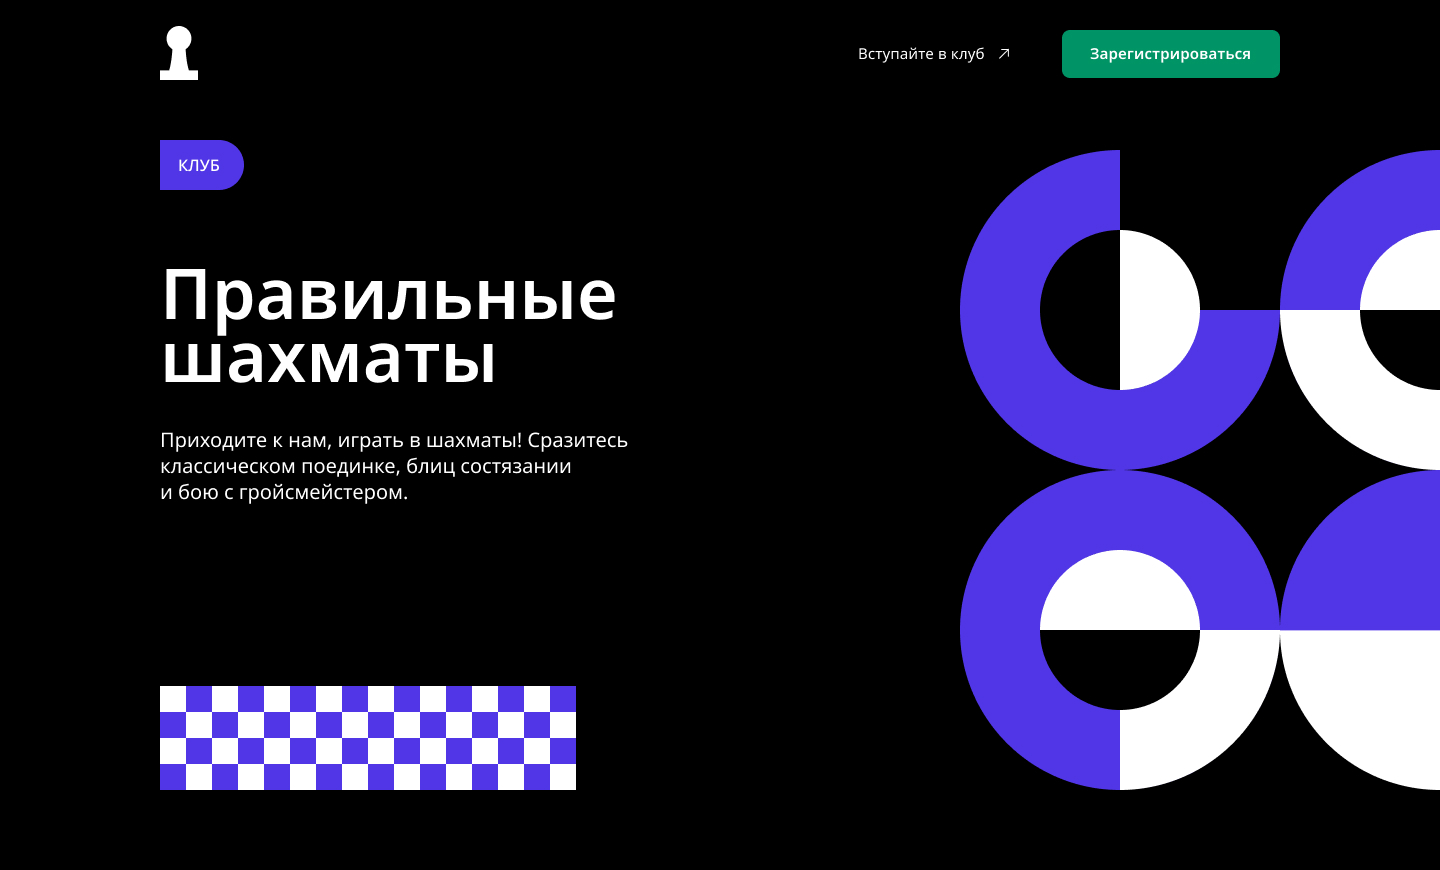 Вступайте в клуб
Зарегистрироваться
КЛУБ
Правильные
шахматы
Приходите к нам, играть в шахматы! Сразитесь
классическом поединке, блиц состязании
и бою с гройсмейстером.